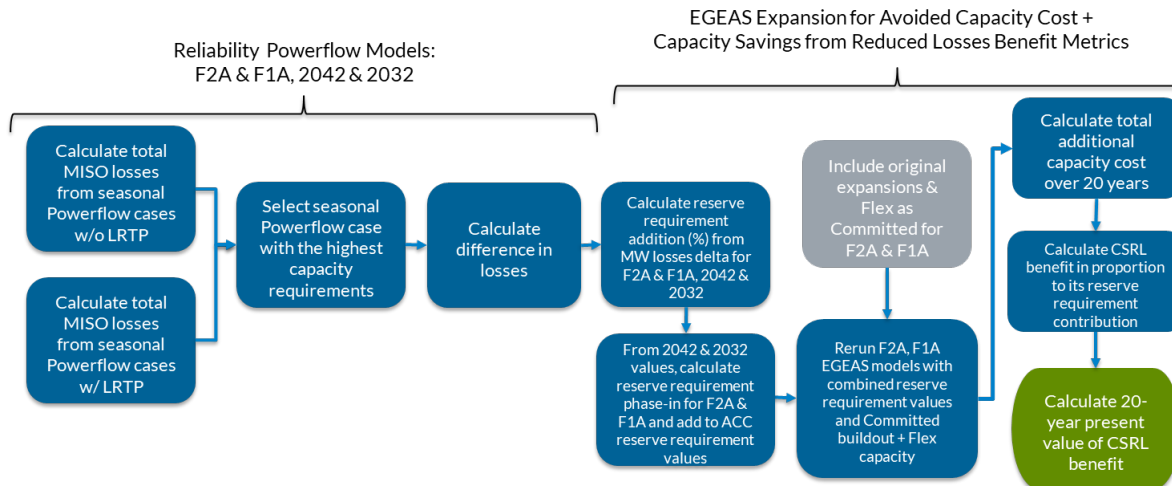 Reliability Powerflow Models:
F2A & F1A, 2042 & 2032
EGEAS Expansion for Avoided Capacity Cost +
Capacity Savings from Reduced Losses Benefit Metrics
Calculate total
MISO losses
from seasonal
Powerflow cases
w/o LRTP
Calculate total
MISO losses
from seasonal
Powerflow cases
w/ LRTP
Select seasonal
Powerflow case
with the highest
capacity
requirements
Calculate
difference in
losses
Calculate reserve
requirement
addition (%) from
MW losses delta for
F2A & F1A, 2042 &
2032
From 2042 & 2032
values, calculate
reserve requirement
phase-in for F2A &
F1A and add to ACC
reserve requirement
values
Include original
expansions &
Flex as
Committed for
F2A & F1A
Rerun F2A, F1A
EGEAS models with
combined reserve
requirement values
and Committed
buildout + Flex
capacity
Calculate total
additional
capacity cost
over 20 years
Calculate CSRL
benefit in proportion
to its reserve
requirement
contribution
Calculate 20-
year present
value of CSRL
benefit